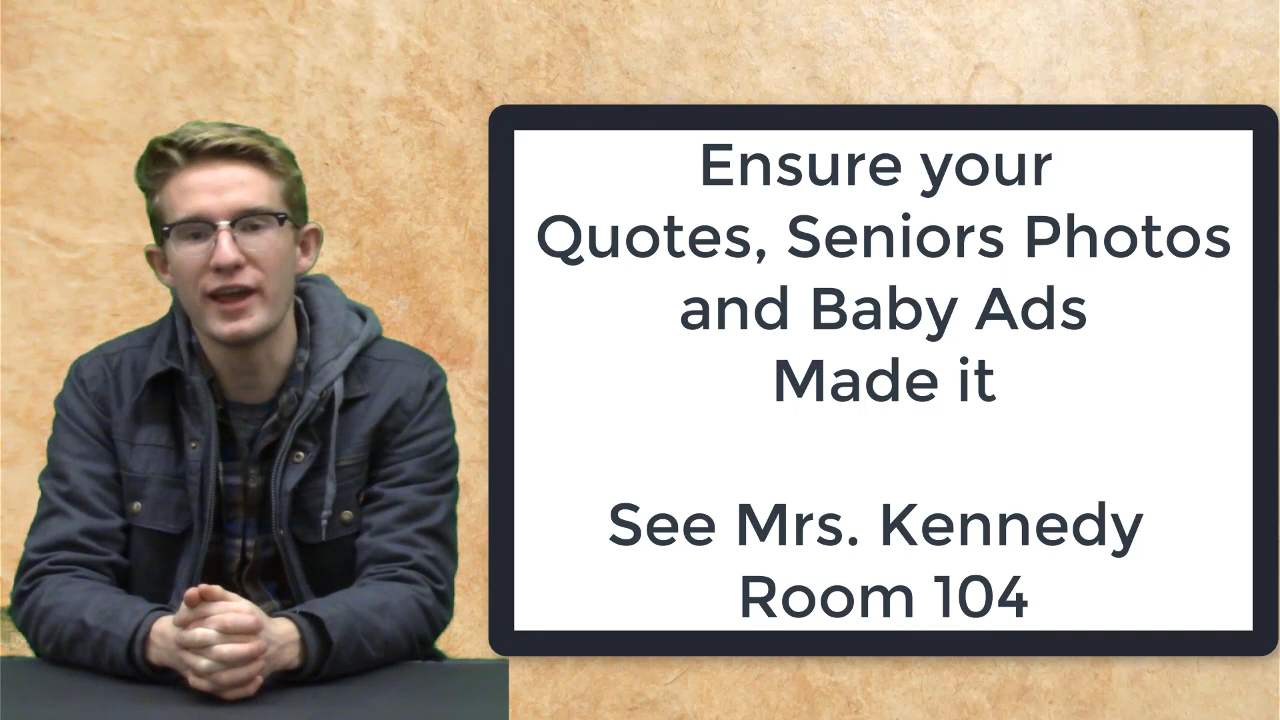 Ensure your
Quotes, Seniors Photos
and Baby Ads
Made it
See Mrs. Kennedy
Room 104